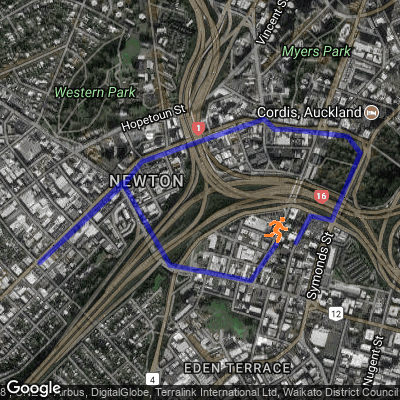 Vincent St
Myers Park
Western Park
Hopetoun St
Cordis, Auckland
1
NEWTON
16
Symonds St
12
Nugent St
EDEN TERRACE
4
Google
Airbus, DigitalGlobe, Terralink International Ltd, Waikato District Council